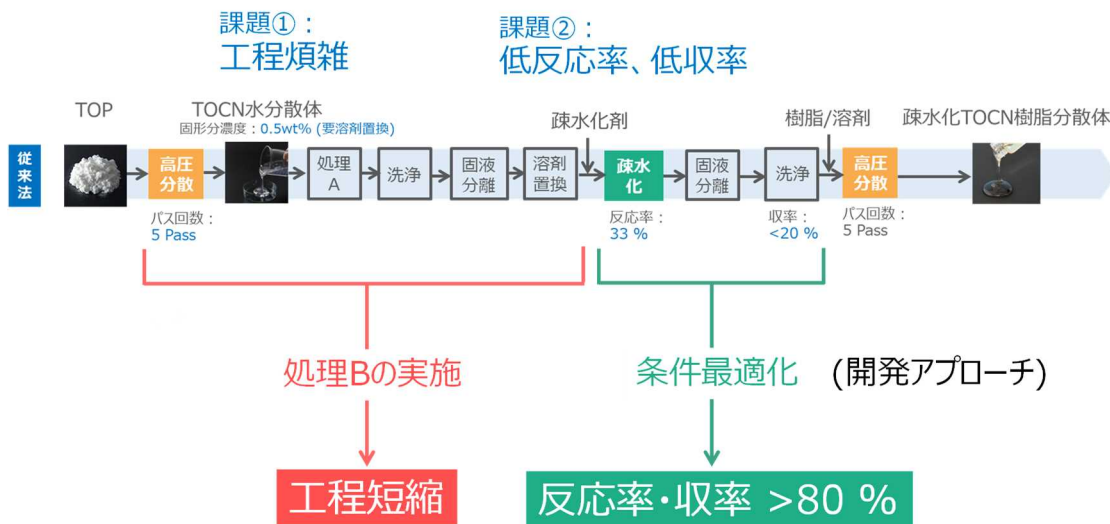 課題①：
工程煩雑
課題②：
低反応率、低収率
TOP
TOCN水分散体
固形分濃度：0.5wt% (要溶剤置換)
疎水化剤
樹脂/溶剤
疎水化TOCN樹脂分散体
従来法
高圧
分散
処理
A
洗浄
固液
分離
溶剤
置換
疎水
化
固液
分離
洗浄
高圧
分散
パス回数：
5 Pass
反応率：
33 %
収率：
<20 %
パス回数：
5 Pass
処理Bの実施
条件最適化
(開発アプローチ)
工程短縮
反応率・収率 >80 %